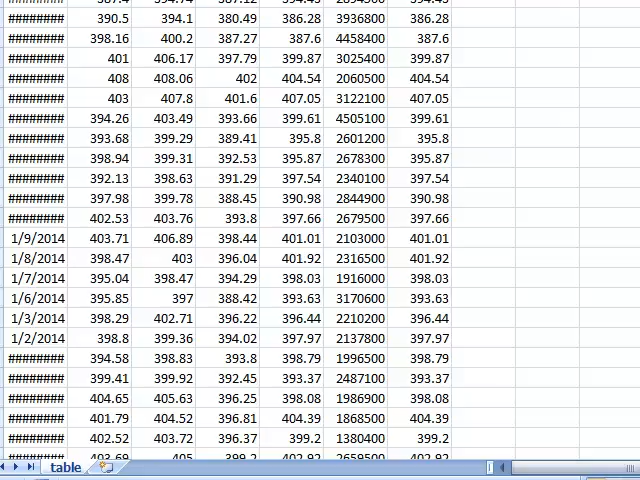 ######## 390.5 394.1 380.49 386.28 3936800 386.28
######## 398.16 400.2 387.27 387.6 4458400 387.6
######## 401 406.17 397.79 399.87 3025400 399.87
######## 408 408.06 402 404.54 2060500 404.54
######## 403 407.8 401.6 407.05 3122100 407.05
######## 394.26 403.49 393.66 399.61 4505100 399.61
######## 393.68 399.29 389.41 395.8 2601200 395.8
######## 398.94 399.31 392.53 395.87 2678300 395.87
######## 392.13 398.63 391.29 397.54 2340100 397.54
######## 397.98 399.78 388.45 390.98 2844900 390.98
######## 402.53 403.76 393.8 397.66 2679500 397.66
1/9/2014 403.71 406.89 398.44 401.01 2103000 401.01
1/8/2014 398.47 403 396.04 401.92 2316500 401.92
1/7/2014 395.04 398.47 394.29 398.03 1916000 398.03
1/6/2014 395.85 397 388.42 393.63 3170600 393.63
1/3/2014 398.29 402.71 396.22 396.44 2210200 396.44
1/2/2014 398.8 399.36 394.02 397.97 2137800 397.97
######## 394.58 398.83 393.8 398.79 1996500 398.79
######## 399.41 399.92 392.45 393.37 2487100 393.37
######## 404.65 405.63 396.25 398.08 1986900 398.08
######## 401.79 404.52 396.81 404.39 1868500 404.39
######## 402.52 403.72 396.37 399.2 1380400 399.2
######## 403.69 405 399.2 402.92 2659500 402.92
table